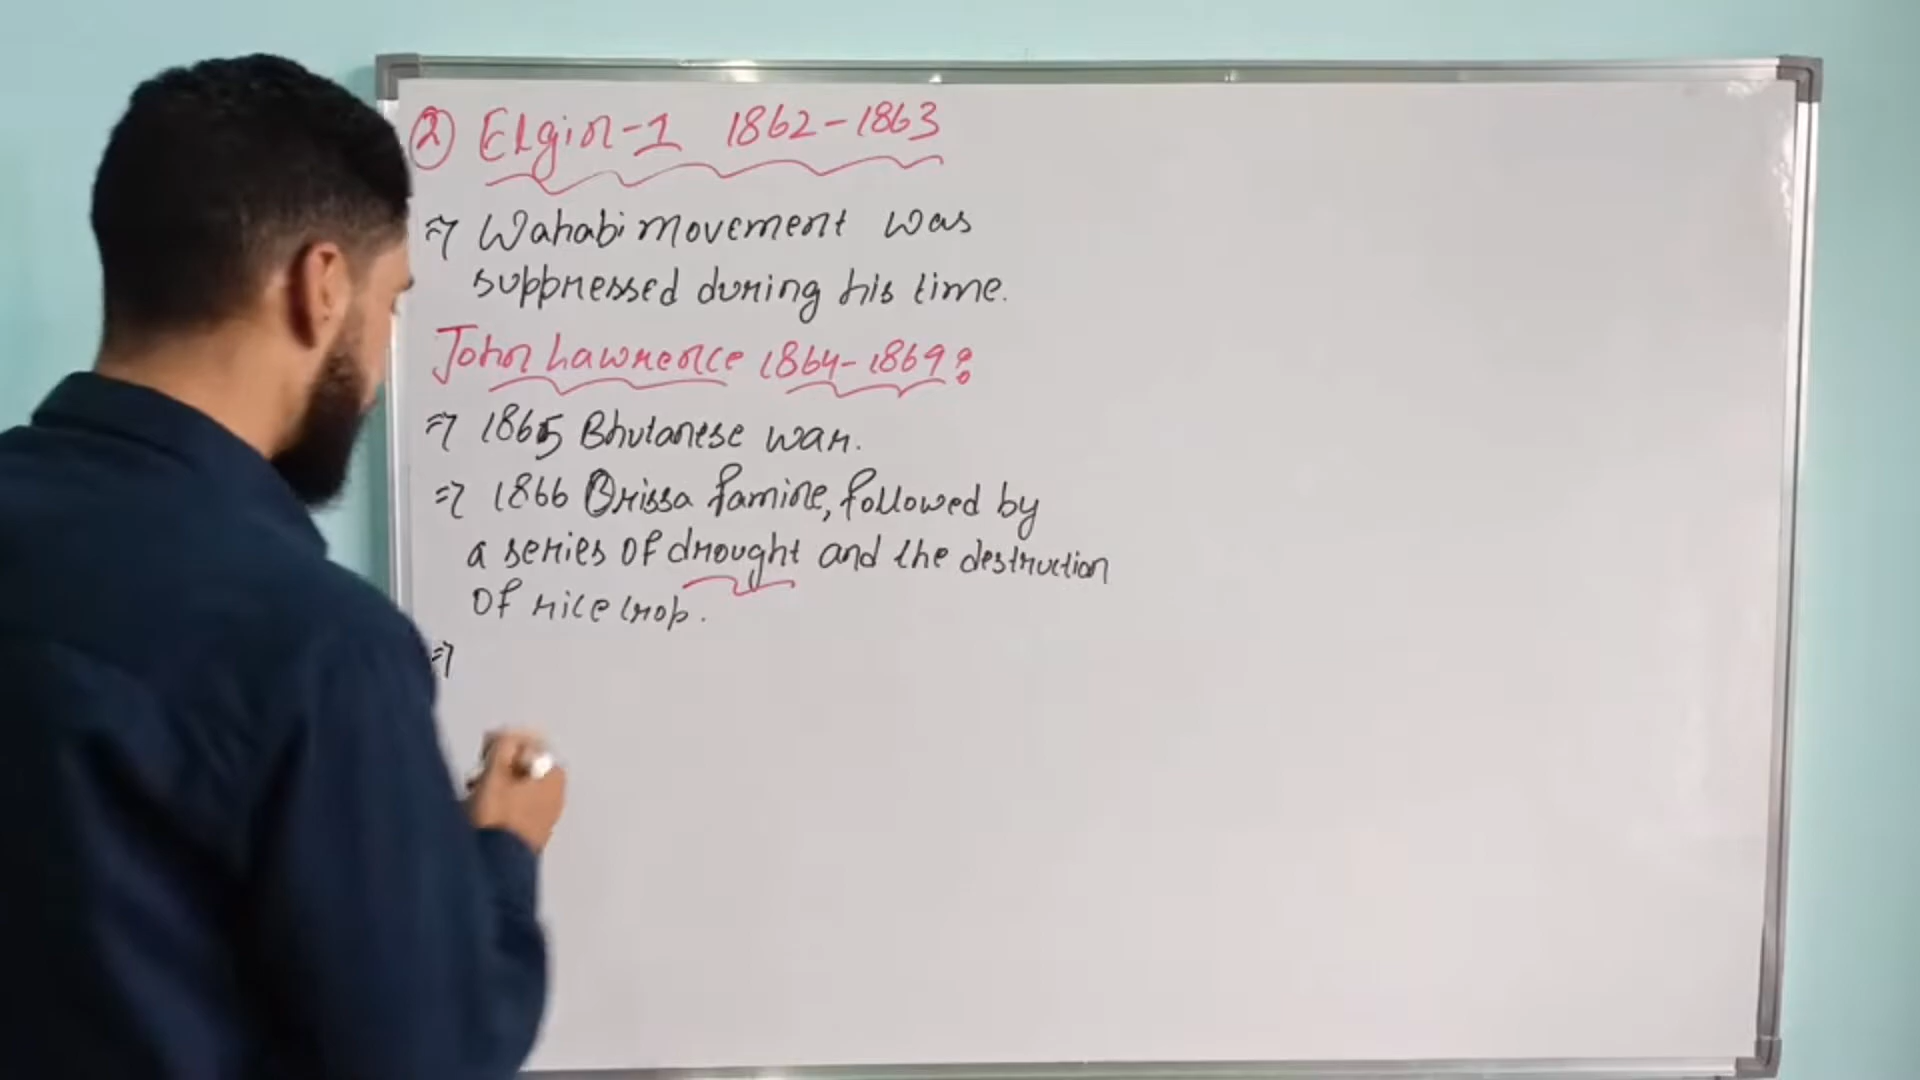 ② Elgin-1 1862-1863
⇒ Wahabi movement was
suppressed during his time.
John Lawrence 1864-1869:
⇒ 1865 Bhutanese war.
⇒ 1866 Orissa famine, followed by
a series of drought and the destruction
of rice crop.
⇒